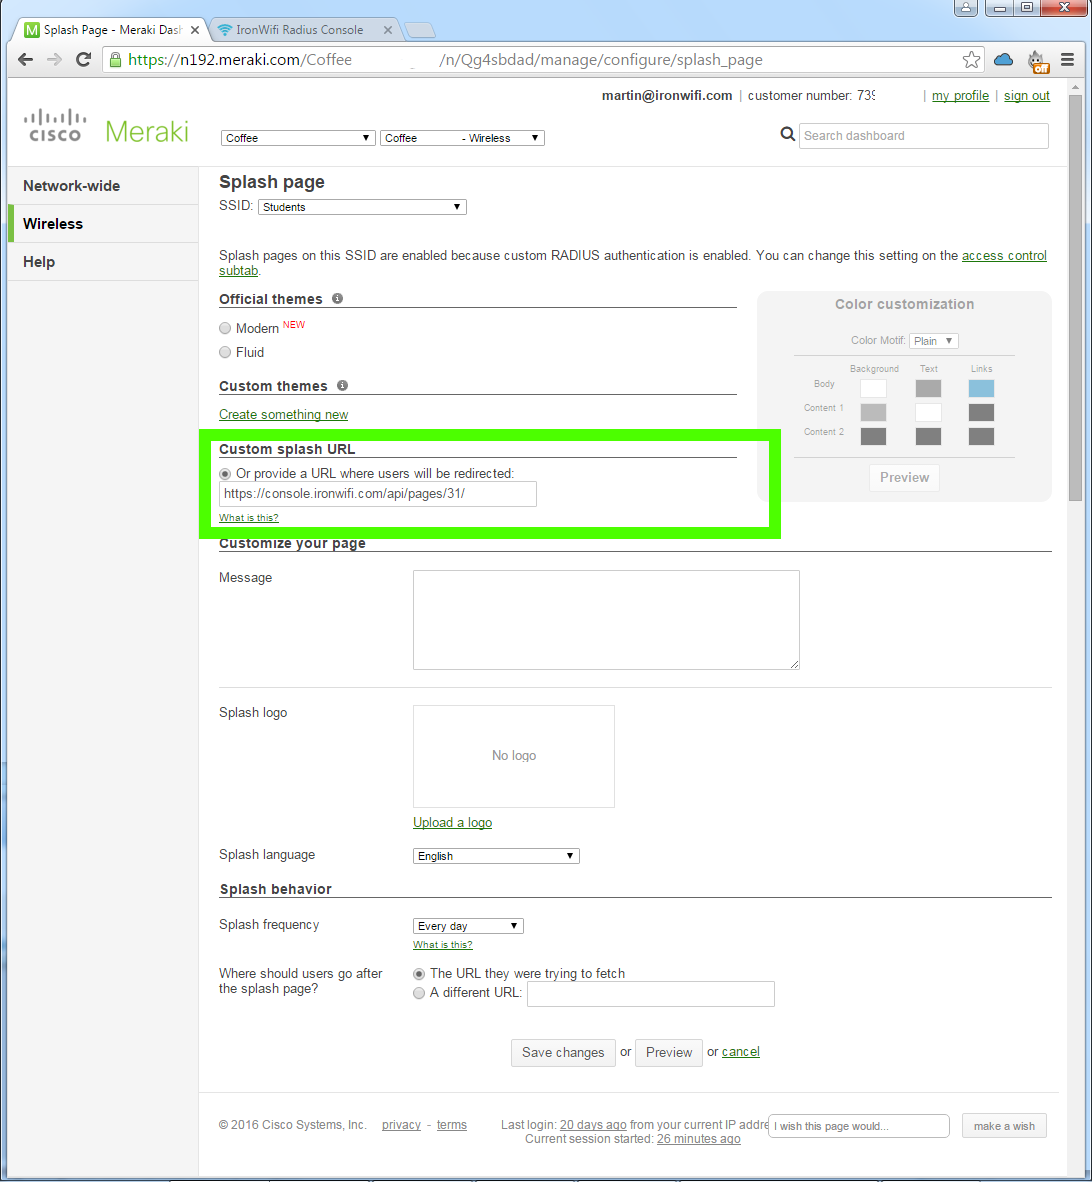 Splash Page - Meraki Dash
IronWifi Radius Console
https://n192.meraki.com/Coffee /n/Qg4sbdad/manage/configure/splash_page
off
martin@ironwifi.com | customer number: 739 | my profile | sign out
cisco Meraki
Coffee
Coffee - Wireless
Search dashboard
Network-wide
Wireless
Help
Splash page
SSID: Students
Splash pages on this SSID are enabled because custom RADIUS authentication is enabled. You can change this setting on the access control
subtab.
Official themes
Modern NEW
Fluid
Custom themes
Create something new
Color customization
Color Motif: Plain
Background Text Links
Body
Content 1
Content 2
Preview
Custom splash URL
Or provide a URL where users will be redirected:
https://console.ironwifi.com/api/pages/31/
What is this?
Customize your page
Message
Splash logo
No logo
Upload a logo
Splash language English
Splash behavior
Splash frequency Every day
What is this?
Where should users go after
the splash page?
The URL they were trying to fetch
A different URL:
Save changes or Preview or cancel
© 2016 Cisco Systems, Inc. privacy - terms
Last login: 20 days ago from your current IP addre
Current session started: 26 minutes ago
I wish this page would...
make a wish